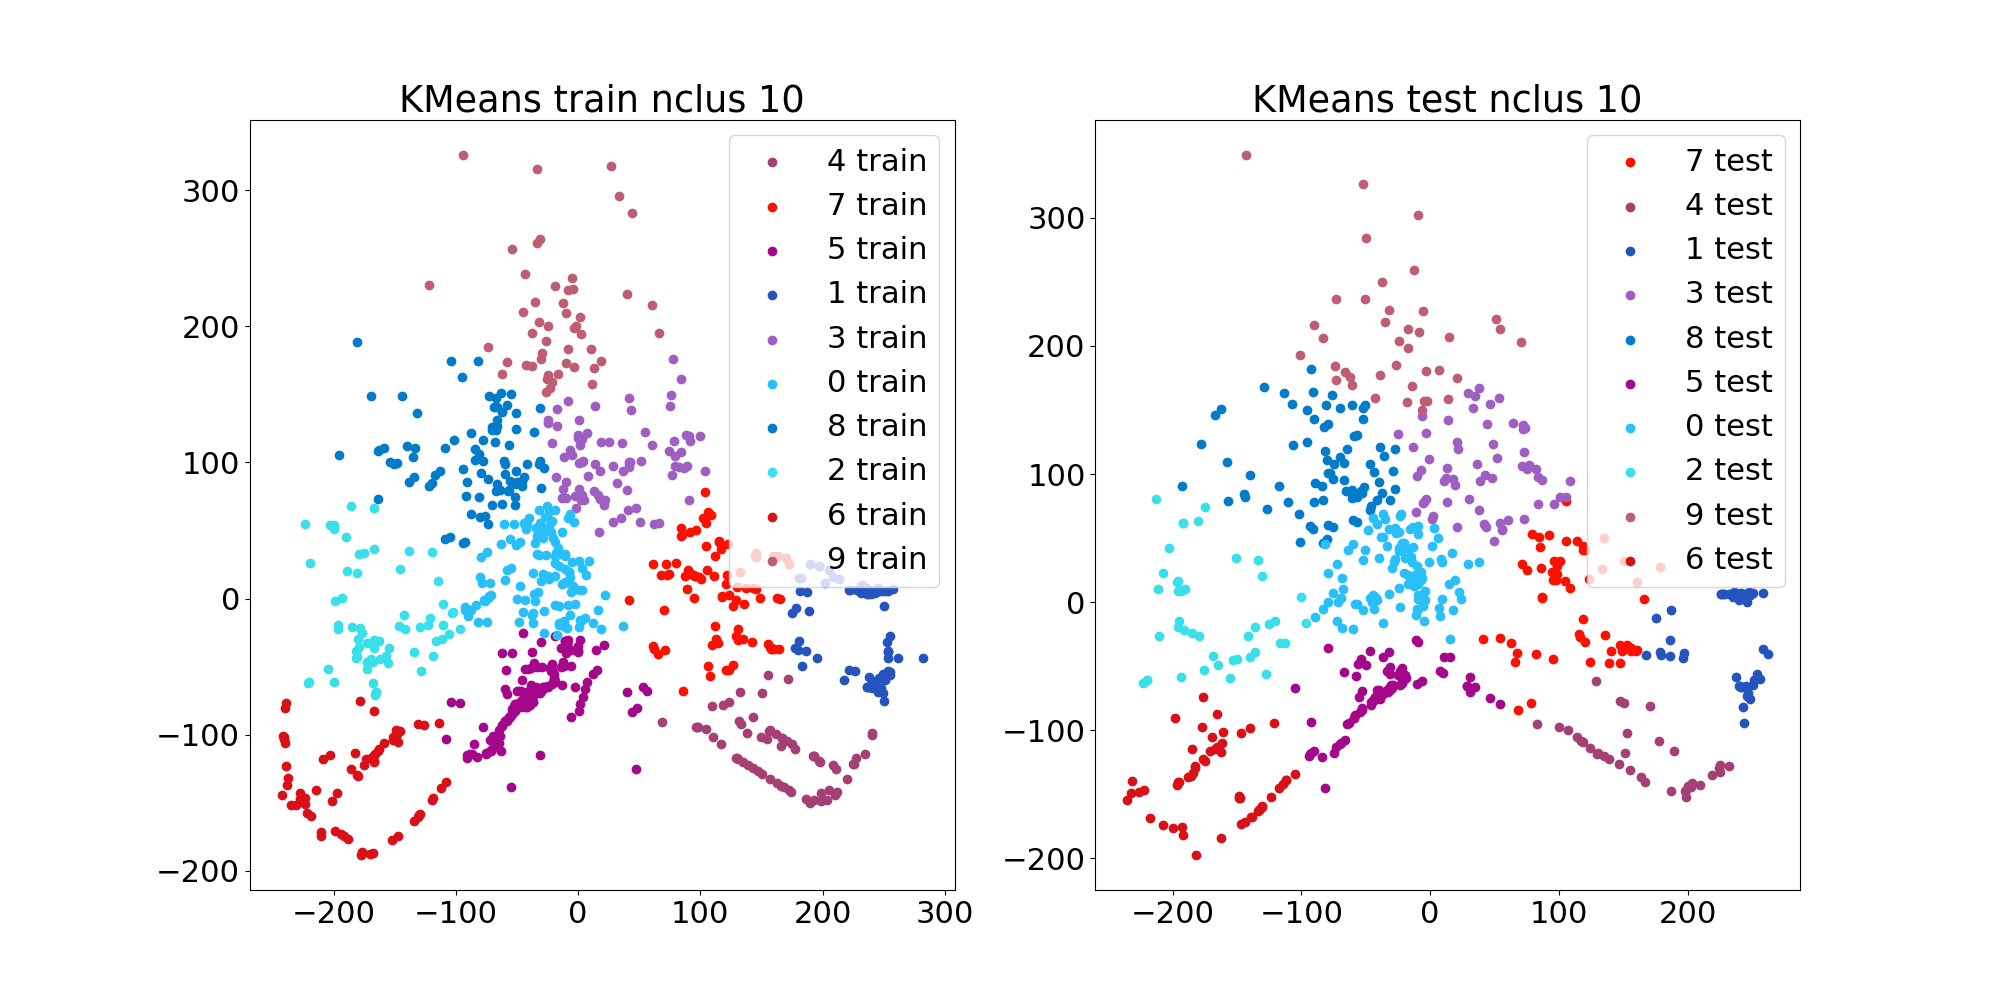 KMeans train nclus 10
300
200
100
0
−100
−200
−200
−100
0
100
200
300
4 train
7 train
5 train
1 train
3 train
0 train
8 train
2 train
6 train
9 train
KMeans test nclus 10
300
200
100
0
−100
−200
−200
−100
0
100
200
7 test
4 test
1 test
3 test
8 test
5 test
0 test
2 test
9 test
6 test